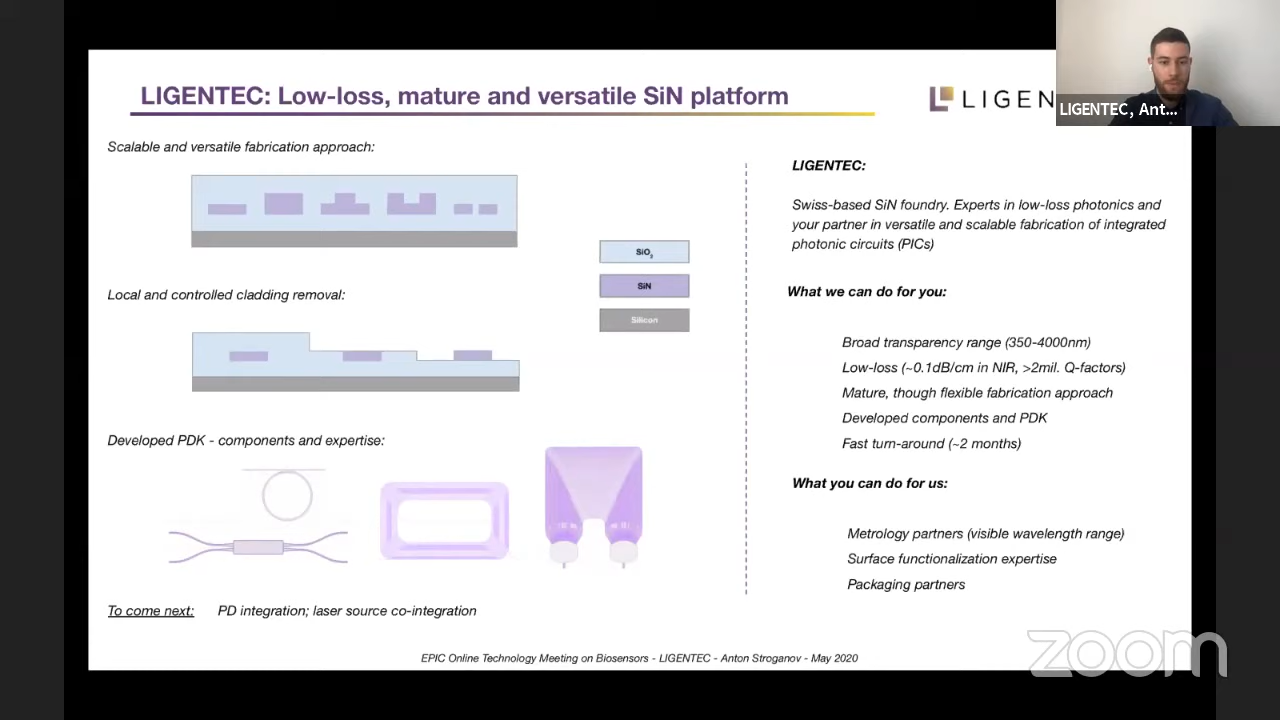 LIGENTEC: Low-loss, mature and versatile SiN platform
LIGEN
LIGENTEC, Ant...
Scalable and versatile fabrication approach:
SiO₂
SiN
Silicon
Local and controlled cladding removal:
Developed PDK - components and expertise:
To come next: PD integration; laser source co-integration
LIGENTEC:
Swiss-based SiN foundry. Experts in low-loss photonics and
your partner in versatile and scalable fabrication of integrated
photonic circuits (PICs)
What we can do for you:
Broad transparency range (350-4000nm)
Low-loss (~0.1dB/cm in NIR, >2mil. Q-factors)
Mature, though flexible fabrication approach
Developed components and PDK
Fast turn-around (~2 months)
What you can do for us:
Metrology partners (visible wavelength range)
Surface functionalization expertise
Packaging partners
EPIC Online Technology Meeting on Biosensors - LIGENTEC - Anton Stroganov - May 2020
zoom